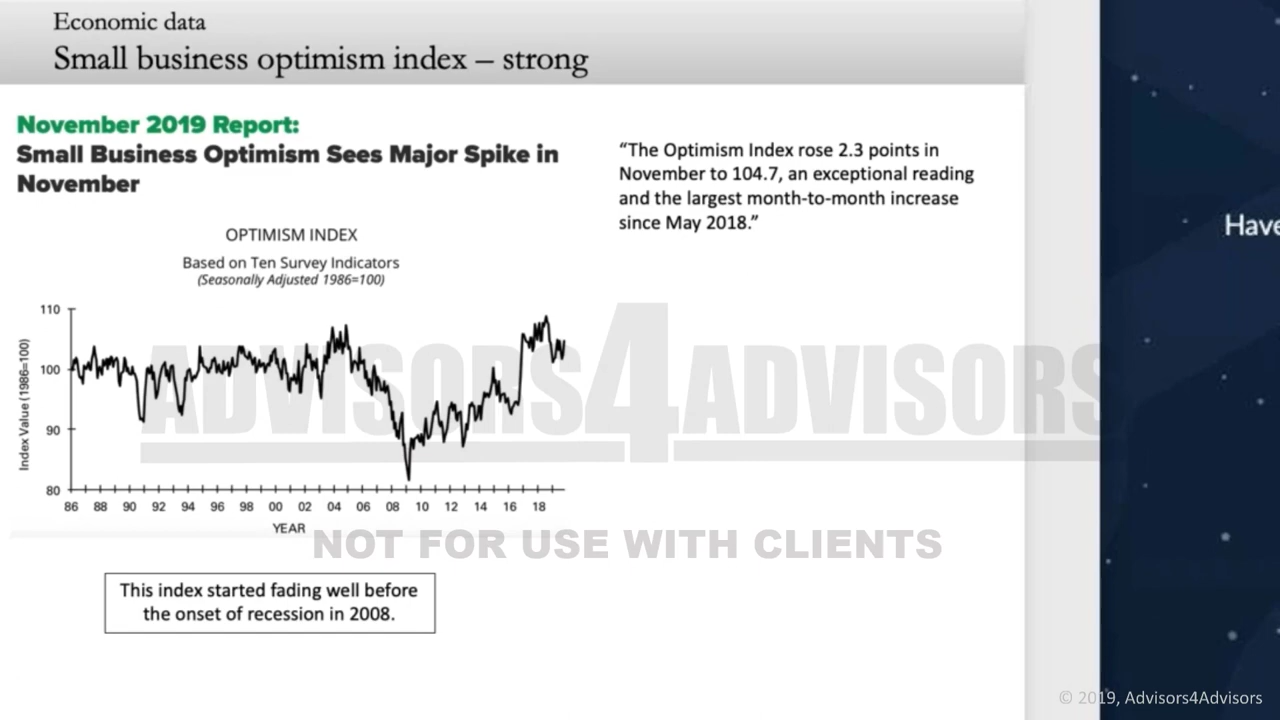 Economic data
Small business optimism index – strong
November 2019 Report:
Small Business Optimism Sees Major Spike in
November
“The Optimism Index rose 2.3 points in
November to 104.7, an exceptional reading
and the largest month-to-month increase
since May 2018.”
OPTIMISM INDEX
Based on Ten Survey Indicators
(Seasonally Adjusted 1986=100)
Index Value (1986=100)
110
100
90
80
86 88 90 92 94 96 98 00 02 04 06 08 10 12 14 16 18
YEAR
ADVISORS4ADVISORS
NOT FOR USE WITH CLIENTS
This index started fading well before
the onset of recession in 2008.
Have
© 2019, Advisors4Advisors